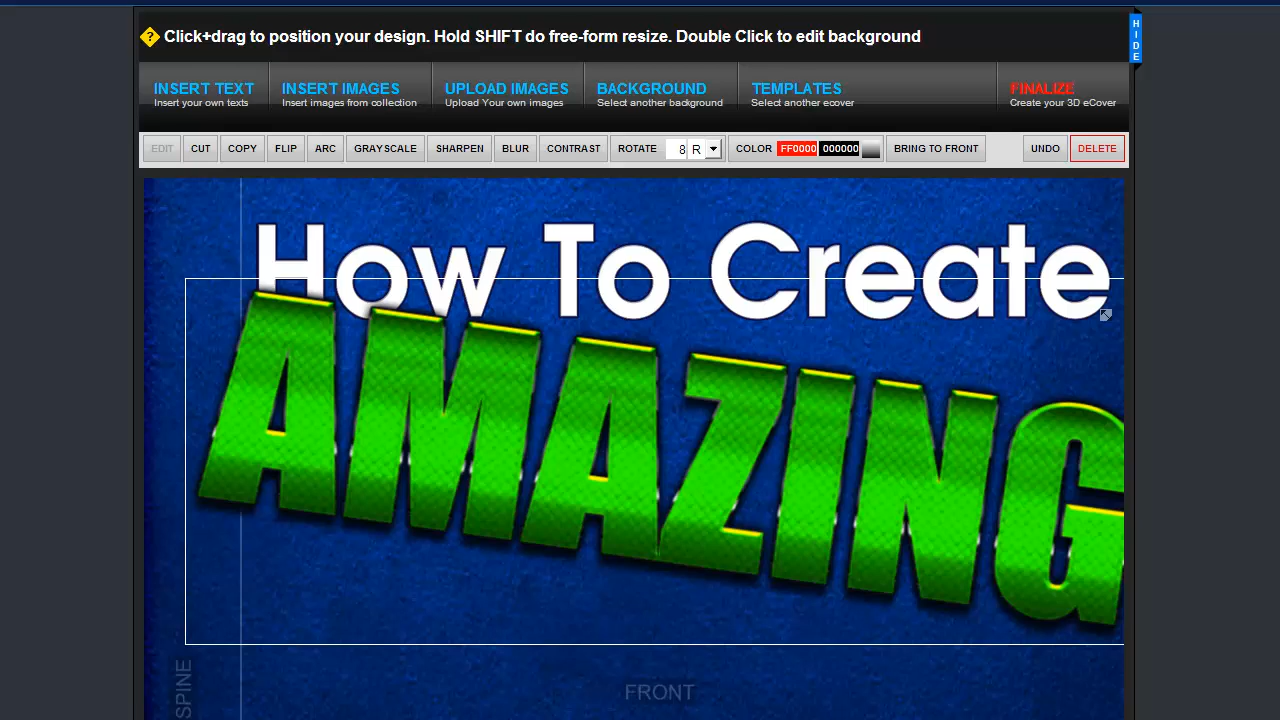 ? Click+drag to position your design. Hold SHIFT do free-form resize. Double Click to edit background
HIDE
INSERT TEXT INSERT IMAGES UPLOAD IMAGES BACKGROUND TEMPLATES FINALIZE
Insert your own texts Insert images from collection Upload Your own images Select another background Select another ecover Create your 3D eCover
EDIT CUT COPY FLIP ARC GRAYSCALE SHARPEN BLUR CONTRAST ROTATE 8 R COLOR FF0000 000000 BRING TO FRONT UNDO DELETE
How To Create
AMAZING
SPINE
FRONT